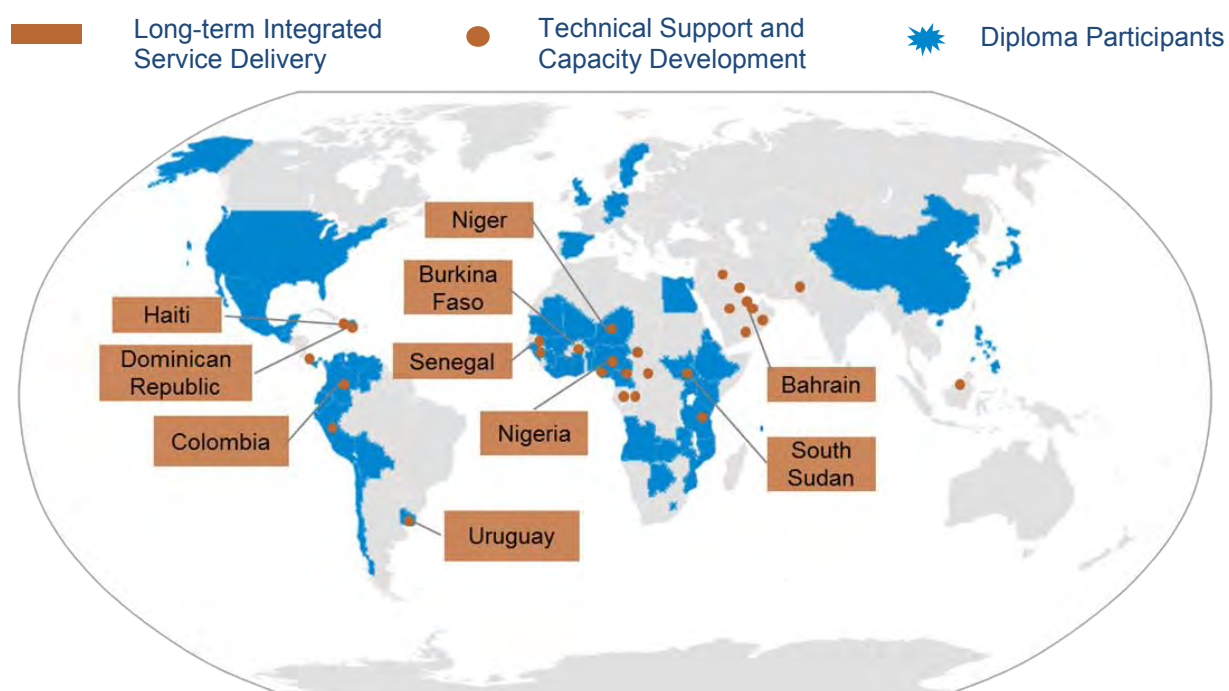 Long-term Integrated
Service Delivery
Technical Support and
Capacity Development
Diploma Participants
Niger
Burkina
Faso
Haiti
Senegal
Dominican
Republic
Bahrain
Colombia
Nigeria
South
Sudan
Uruguay